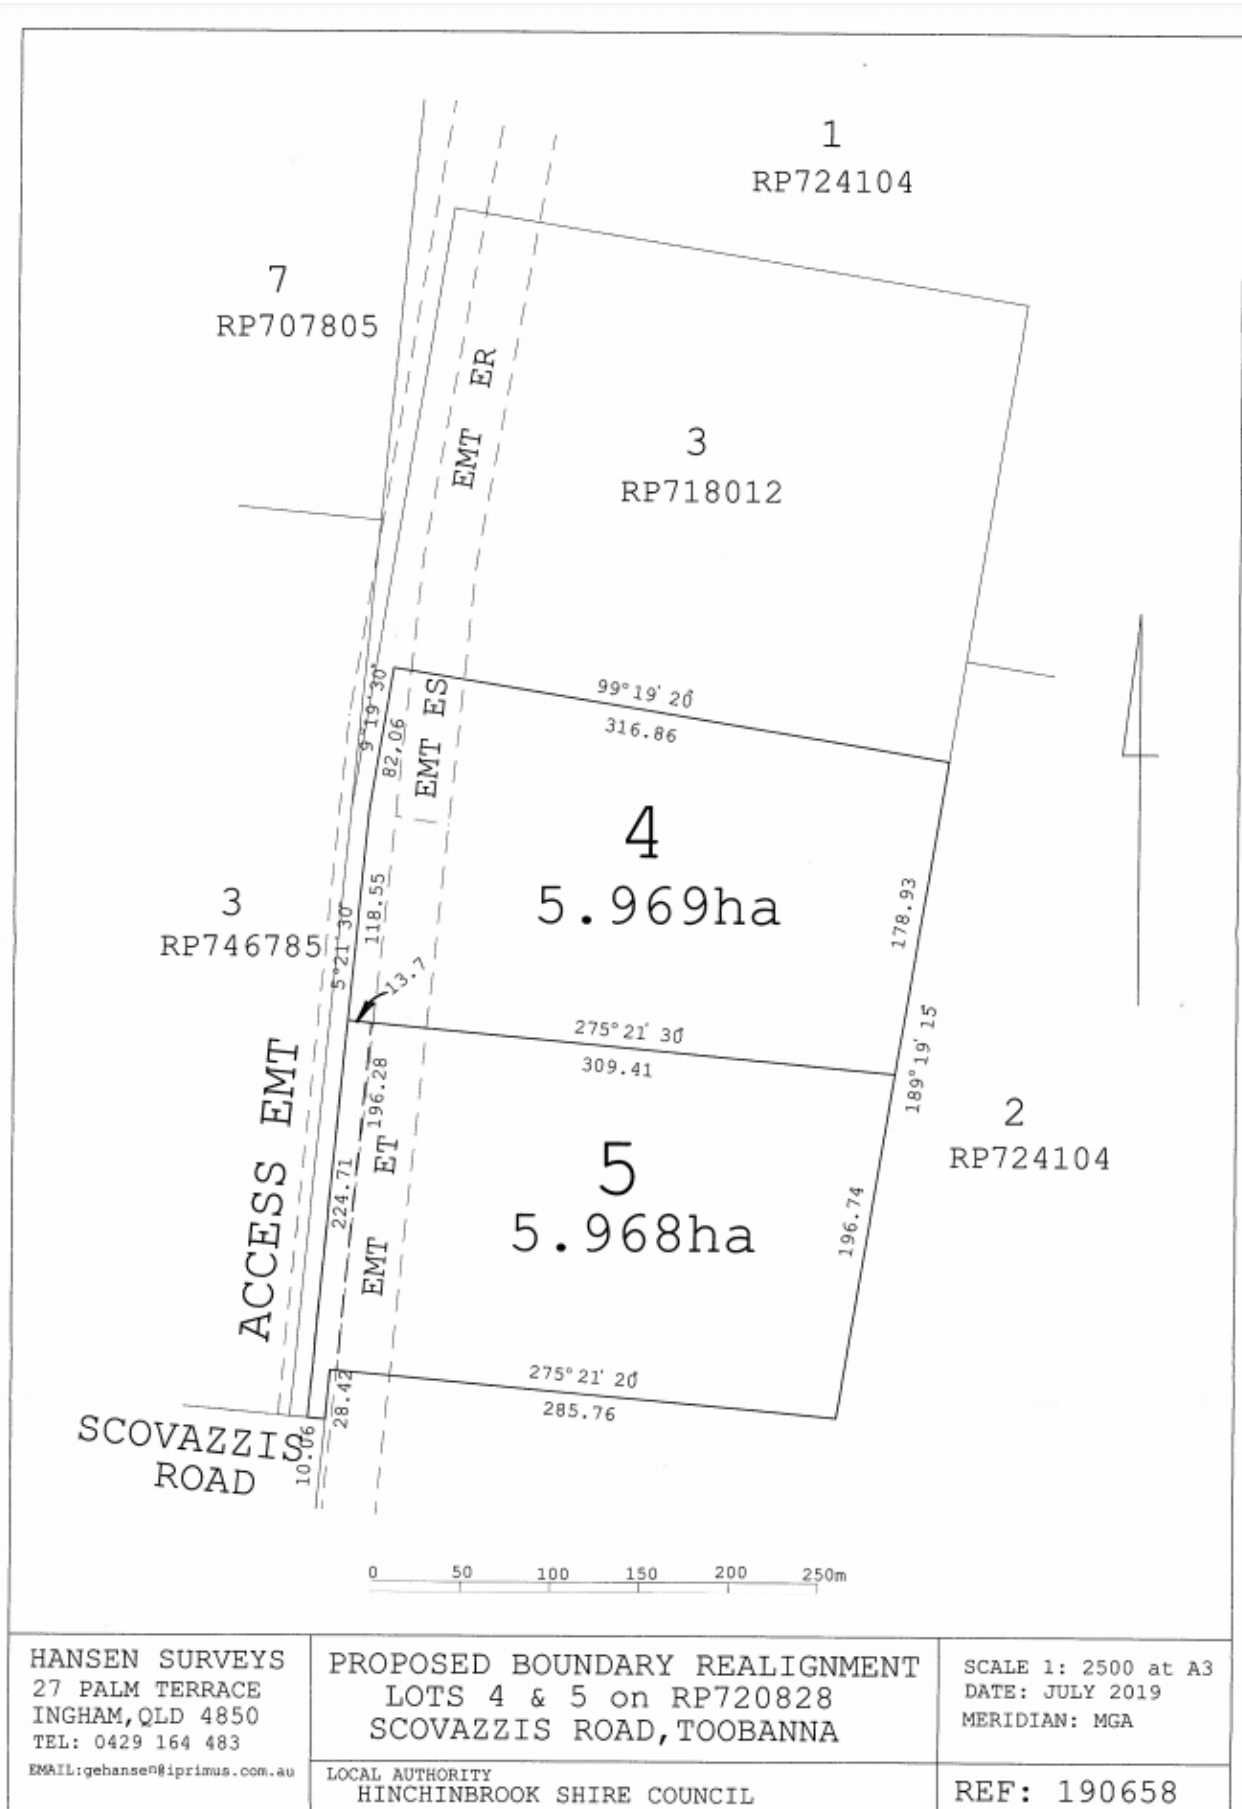 1
RP724104
7
RP707805
EMT ER
3
RP718012
99°19' 20"
316.86
9°19' 30"
82.06
EMT ES
4
5.969ha
118.55
5°21' 30"
178.93
3
RP746785
13.7
275°21' 30"
309.41
189°19' 15
196.28
ACCESS EMT
5
5.968ha
EMT ET
224.71
2
RP724104
196.74
275°21' 20"
285.76
28.42
10.06
SCOVAZZIS
ROAD
0 50 100 150 200 250m
HANSEN SURVEYS
27 PALM TERRACE
INGHAM,QLD 4850
TEL: 0429 164 483
EMAIL:gehansen@iprimus.com.au
PROPOSED BOUNDARY REALIGNMENT
LOTS 4 & 5 on RP720828
SCOVAZZIS ROAD,TOOBANNA
LOCAL AUTHORITY
HINCHINBROOK SHIRE COUNCIL
SCALE 1: 2500 at A3
DATE: JULY 2019
MERIDIAN: MGA
REF: 190658